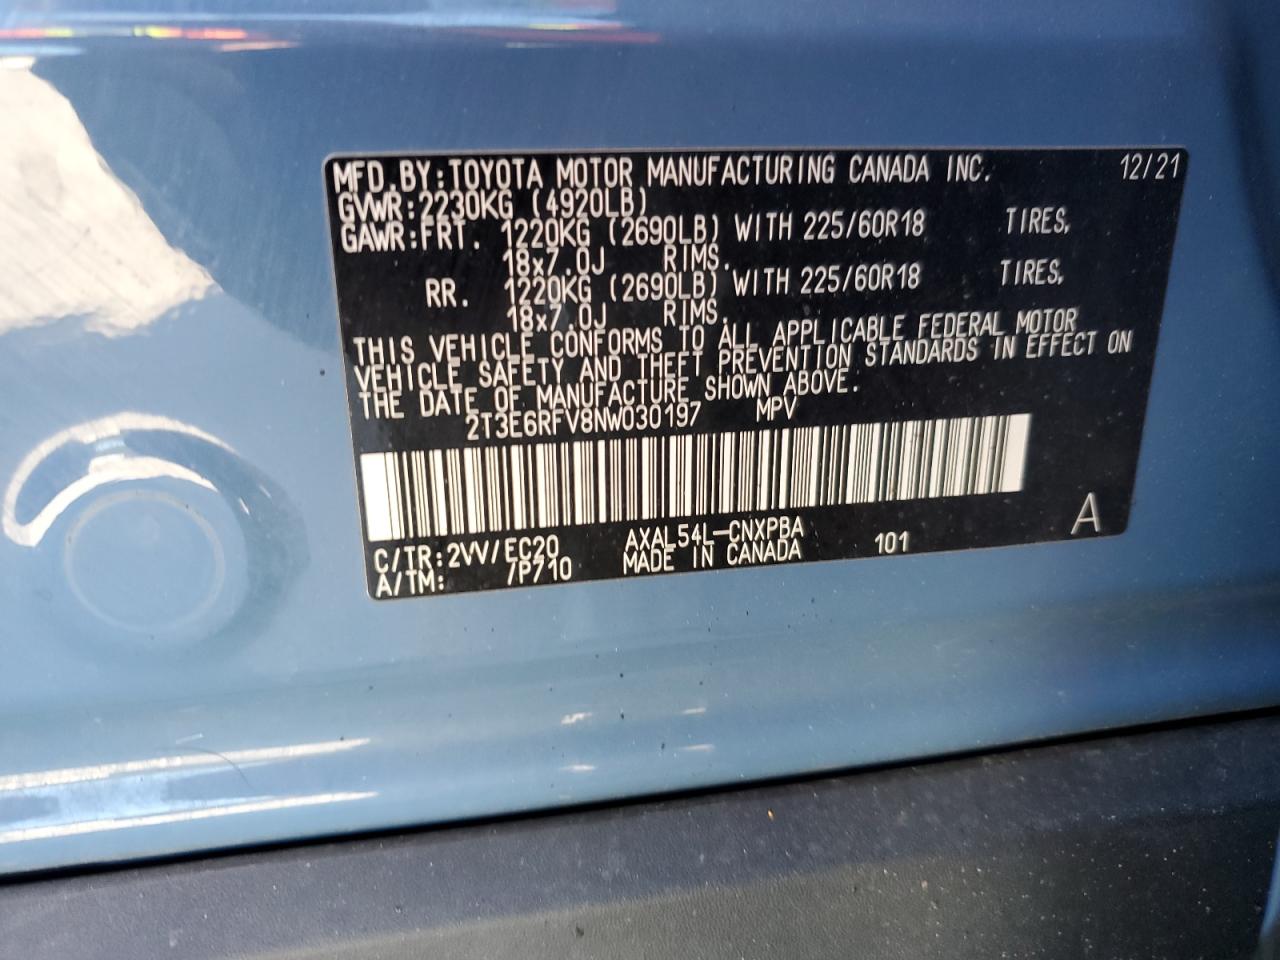 MFD.BY:TOYOTA MOTOR MANUFACTURING CANADA INC. 12/21
GVWR:2230KG (4920LB)
GAWR:FRT. 1220KG (2690LB) WITH 225/60R18 TIRES,
18x7.0J RIMS.
RR. 1220KG (2690LB) WITH 225/60R18 TIRES,
18x7.0J RIMS.
THIS VEHICLE CONFORMS TO ALL APPLICABLE FEDERAL MOTOR
VEHICLE SAFETY AND THEFT PREVENTION STANDARDS IN EFFECT ON
THE DATE OF MANUFACTURE SHOWN ABOVE.
2T3E6RFV8NW030197 MPV
C/TR:2VV/EC20 AXAL54L-CNXPBA 101 A
A/TM: /P710 MADE IN CANADA